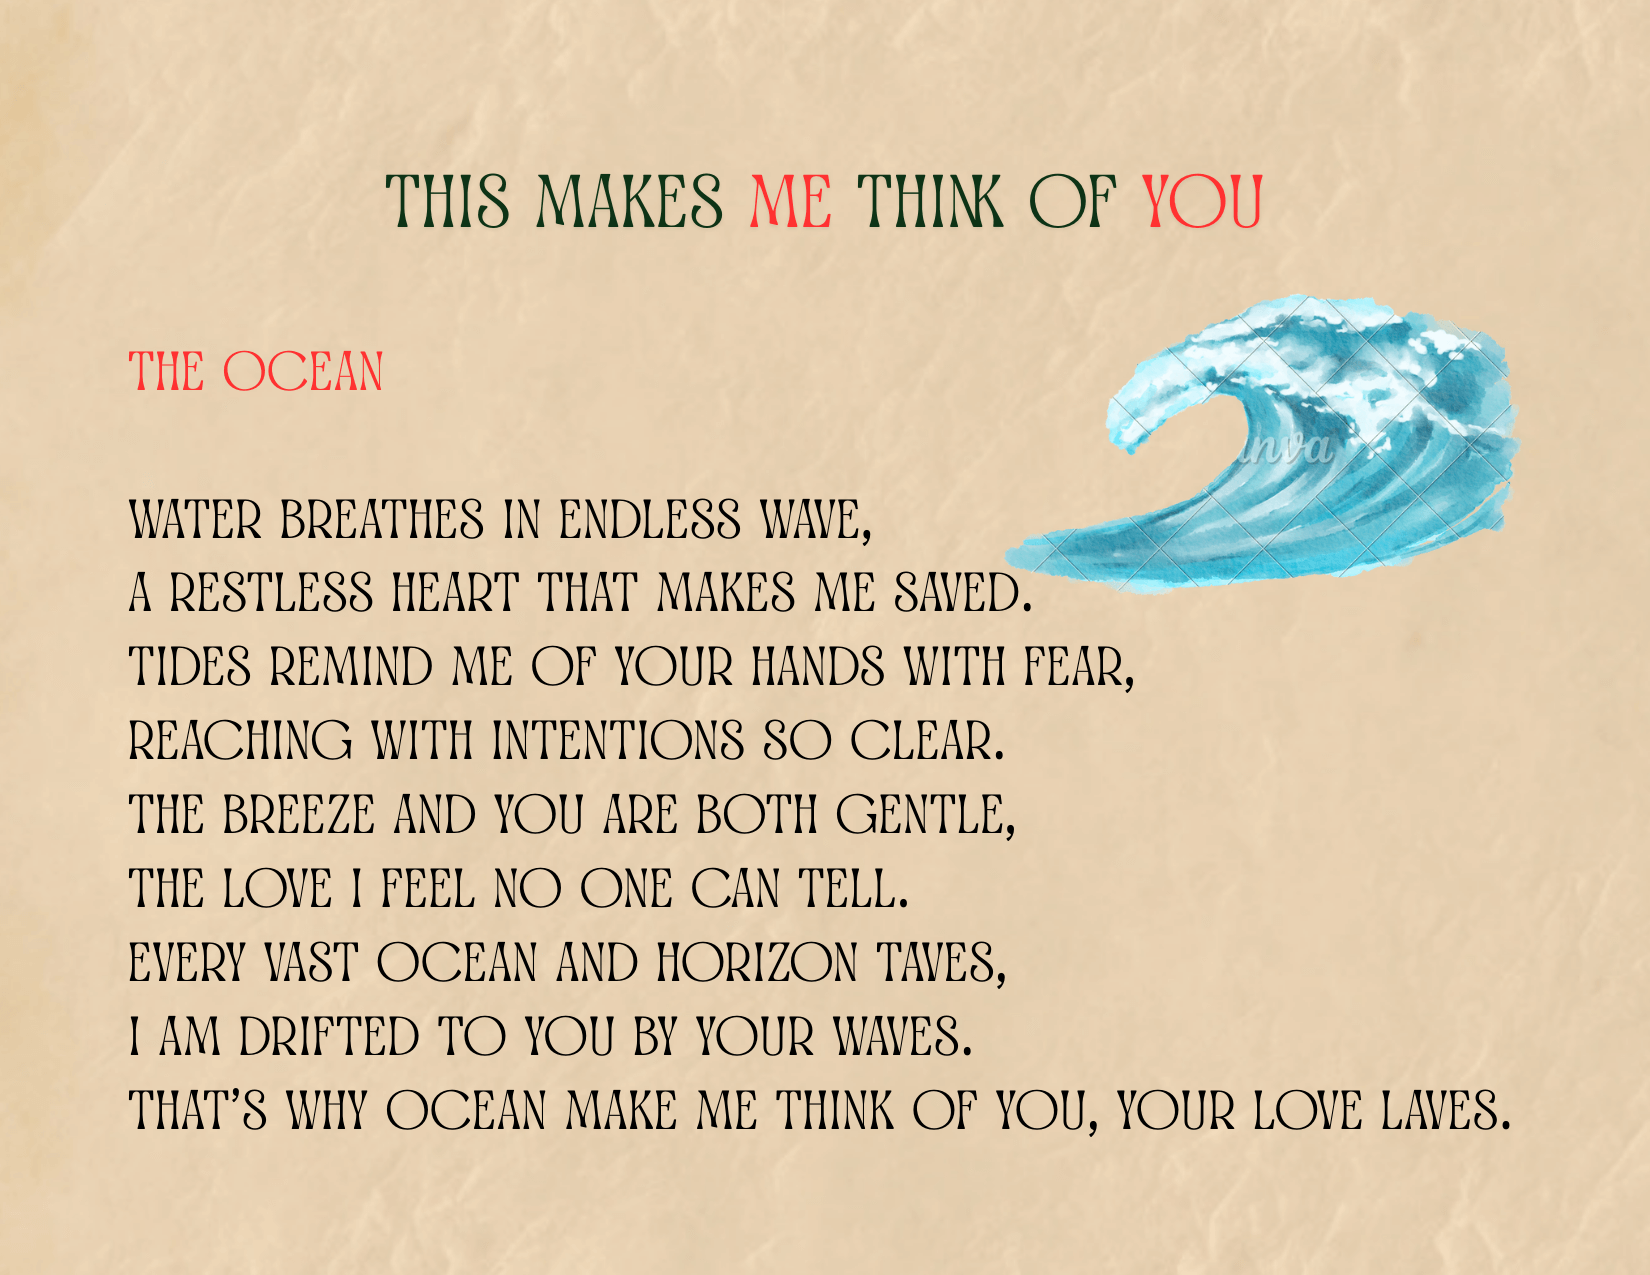 THIS MAKES ME THINK OF YOU
THE OCEAN
WATER BREATHES IN ENDLESS WAVE,
A RESTLESS HEART THAT MAKES ME SAVED.
TIDES REMIND ME OF YOUR HANDS WITH FEAR,
REACHING WITH INTENTIONS SO CLEAR.
THE BREEZE AND YOU ARE BOTH GENTLE,
THE LOVE I FEEL NO ONE CAN TELL.
EVERY VAST OCEAN AND HORIZON TAVES,
I AM DRIFTED TO YOU BY YOUR WAVES.
THAT'S WHY OCEAN MAKE ME THINK OF YOU, YOUR LOVE LAVES.